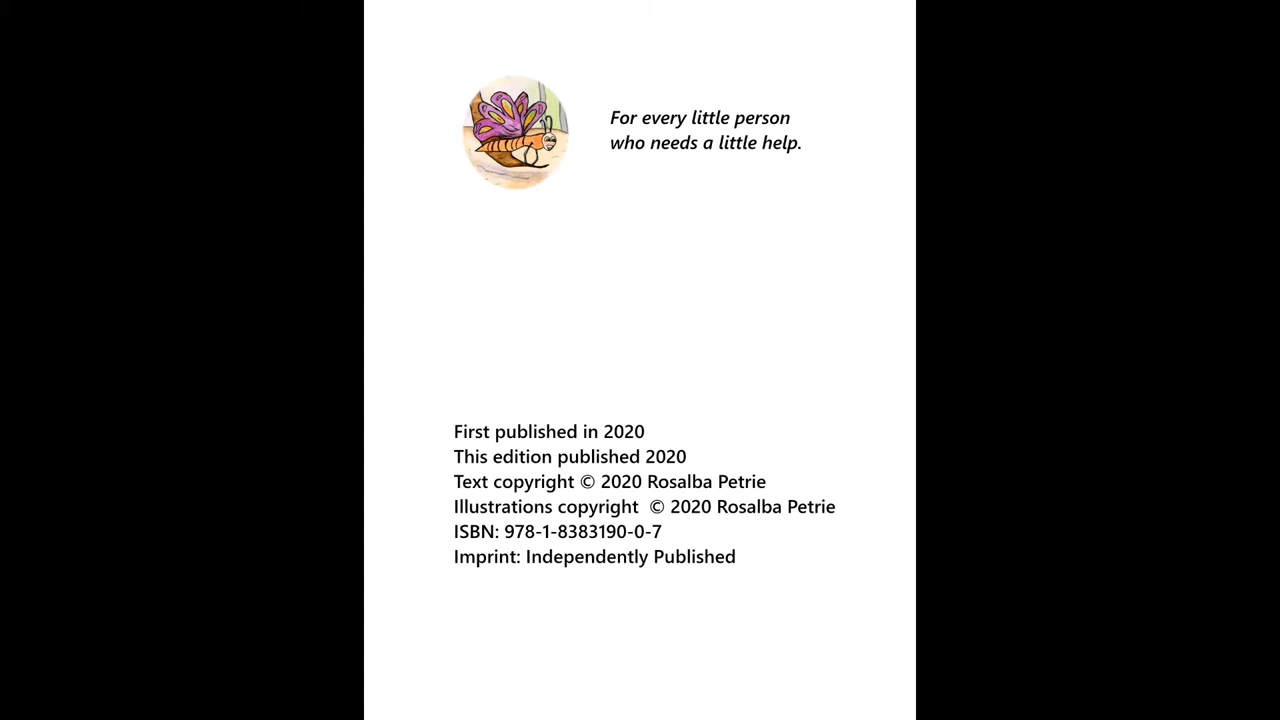 For every little person
who needs a little help.
First published in 2020
This edition published 2020
Text copyright © 2020 Rosalba Petrie
Illustrations copyright  © 2020 Rosalba Petrie
ISBN: 978-1-8383190-0-7
Imprint: Independently Published